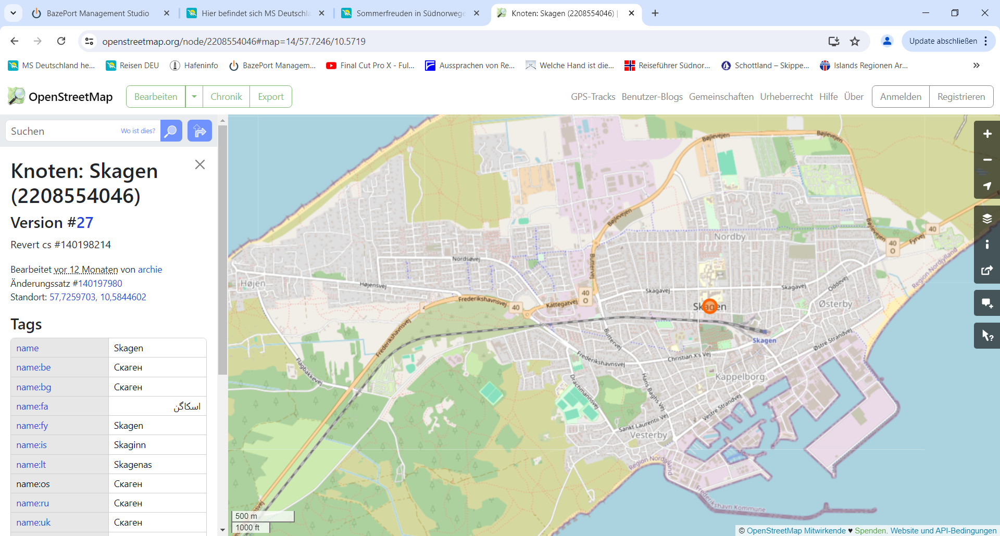 BazePort Management Studio
Hier befindet sich MS Deutschla
Sommerfreuden in Südnorwege
Knoten: Skagen (2208554046) |
openstreetmap.org/node/2208554046#map=14/57.7246/10.5719
Update abschließen
MS Deutschland he...
Reisen DEU
Hafeninfo
BazePort Managem...
Final Cut Pro X - Ful...
Aussprachen von Re...
Welche Hand ist die...
Reiseführer Südnor...
Schottland – Skippe...
Islands Regionen Ar...
OpenStreetMap
Bearbeiten
Chronik
Export
GPS-Tracks
Benutzer-Blogs
Gemeinschaften
Urheberrecht
Hilfe
Über
Anmelden
Registrieren
Suchen
Wo ist dies?
Knoten: Skagen
(2208554046)
Version #27
Revert cs #140198214
Bearbeitet vor 12 Monaten von archie
Änderungssatz #140197980
Standort: 57,7259703, 10,5844602
Tags
name Skagen
name:be Скаген
name:bg Скаген
name:fa اسکاگن
name:fy Skagen
name:is Skaginn
name:lt Skagenas
name:os Скаген
name:ru Скаген
name:uk Скаген
Bøjlevejen
Bøjlevejen
Bøjlevejen
Bøjlevejen
40
Fyrvej
40
O
Nordby
Region Nordjylland
Nordsøvej
Buttervej
Højen
Højensvej
Skagavej
Skagavej
Oddevej
40
O
Frederikshavnsvej
40
Kattegatvej
Skagen
Østerby
Frederikshavnsvej
Buttervej
Skagen
Østre Strandvej
Flagbakkevej
Frederikshavnsvej
Christian X's Vej
Kappelborg
Drachmannsvej
Hans Baghs Vej
Vestre Strandvej
Sankt Laurentii Vej
Vesterby
Region Nordjylland
Frederikshavn Kommune
500 m
1000 ft
© OpenStreetMap Mitwirkende ♥ Spenden. Website und API-Bedingungen